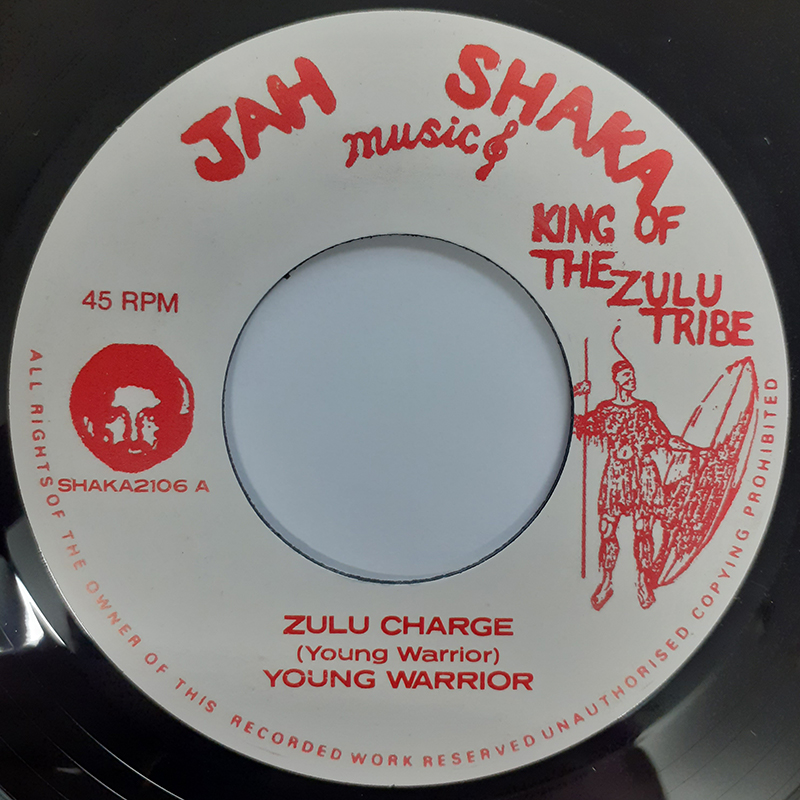 JAH SHAKA
music
KING OF
THE ZULU
TRIBE
45 RPM
SHAKA2106 A
ZULU CHARGE
(Young Warrior)
YOUNG WARRIOR
ALL RIGHTS OF THE OWNER OF THIS RECORDED WORK RESERVED UNAUTHORISED COPYING PROHIBITED